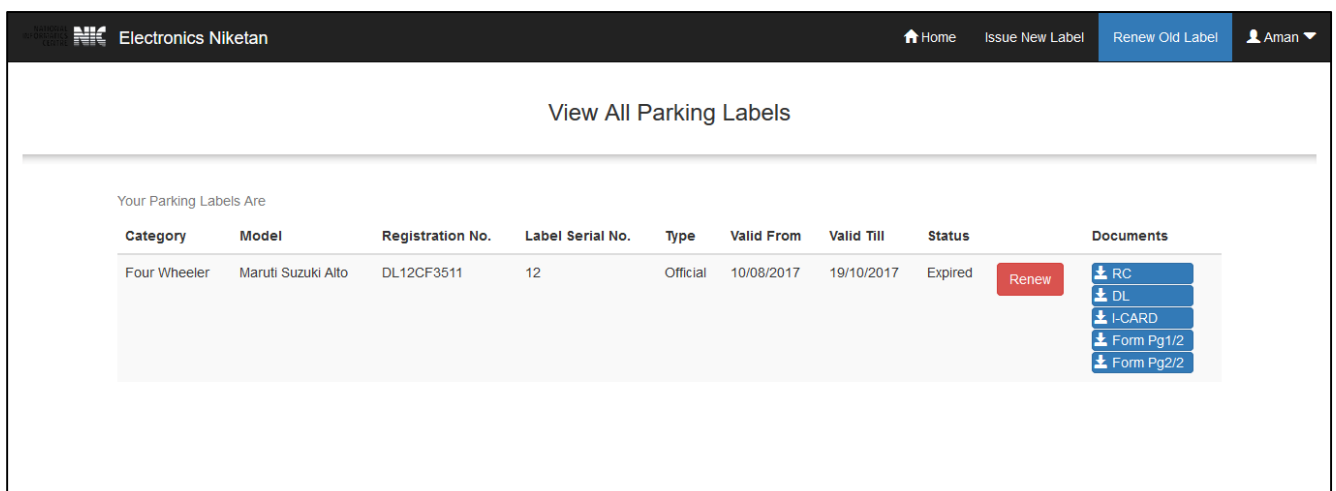 NIC Electronics Niketan Home Issue New Label Renew Old Label Aman
View All Parking Labels
Your Parking Labels Are
Category Model Registration No. Label Serial No. Type Valid From Valid Till Status Documents
Four Wheeler Maruti Suzuki Alto DL12CF3511 12 Official 10/08/2017 19/10/2017 Expired Renew RC
DL
I-CARD
Form Pg1/2
Form Pg2/2